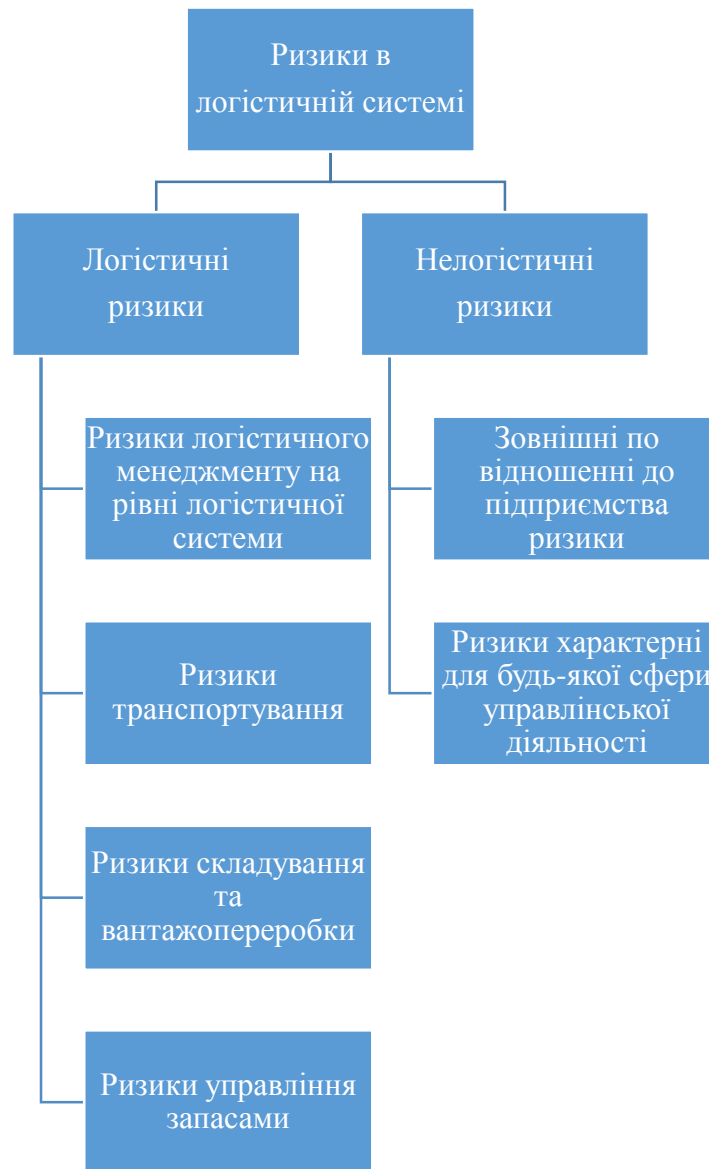 Ризики в
логістичній системі
Логістичні
ризики
Нелогістичні
ризики
Ризики логістичного
менеджменту на
рівні логістичної
системи
Зовнішні по
відношенні до
підприємства
ризики
Ризики
транспортування
Ризики характерні
для будь-якої сфери
управлінської
діяльності
Ризики складування
та
вантажопереробки
Ризики управління
запасами